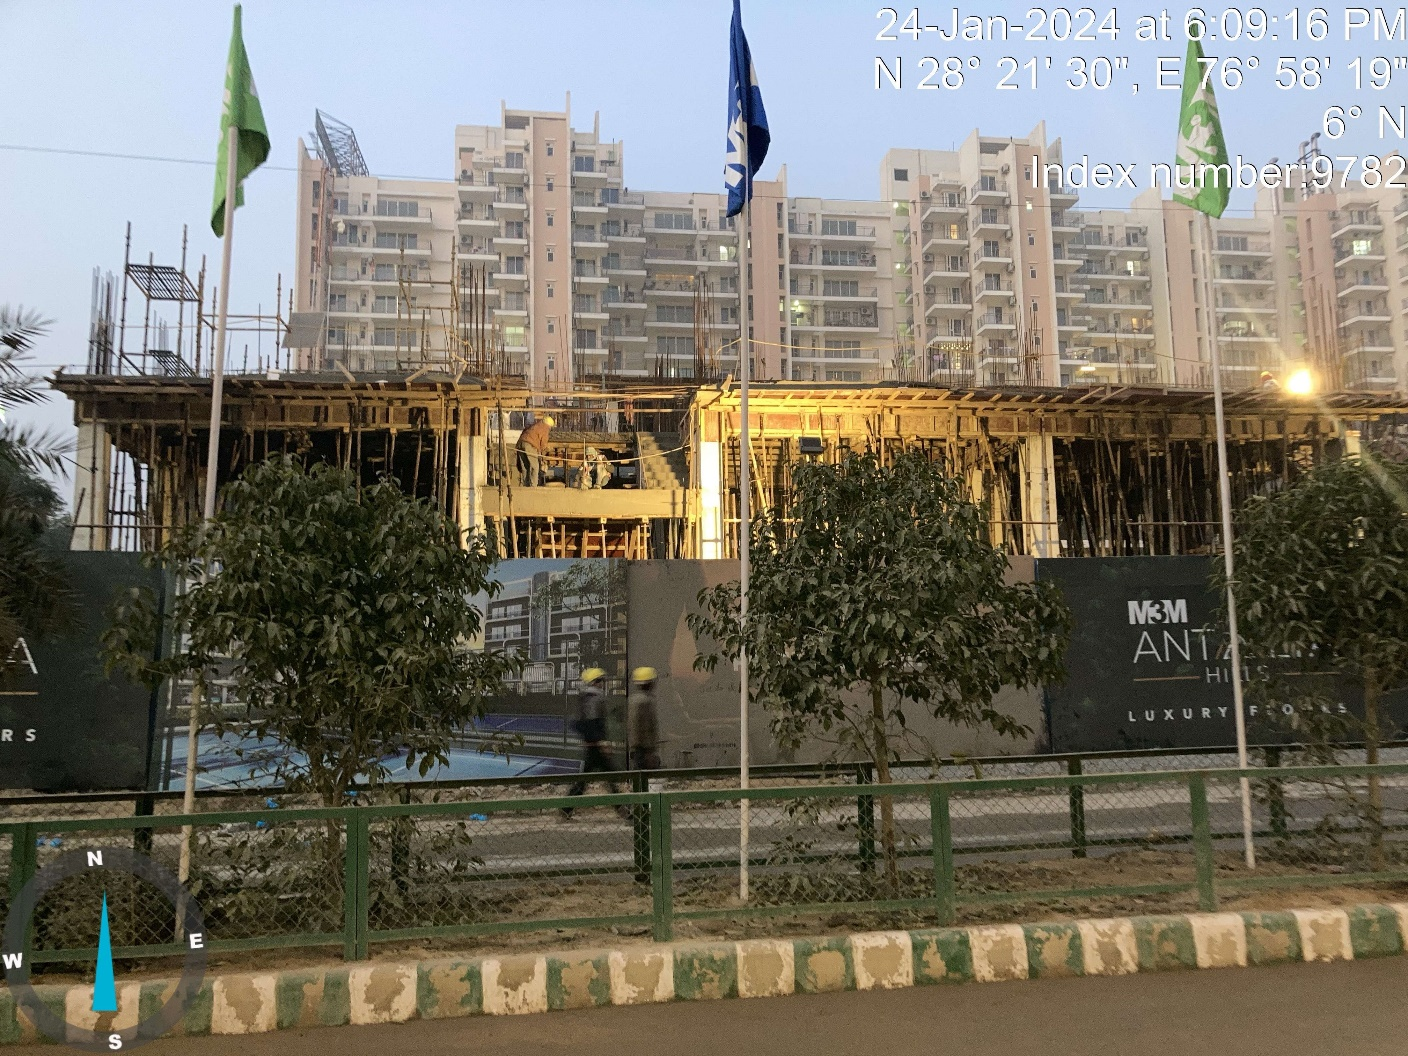 24-Jan-2024 at 6:09:16 PM
N 28° 21' 30", E 76° 58' 19"
6° N
Index number:9782
A
RS
M3M
HILLS
LUXURY FLOORS
N
W
E
S